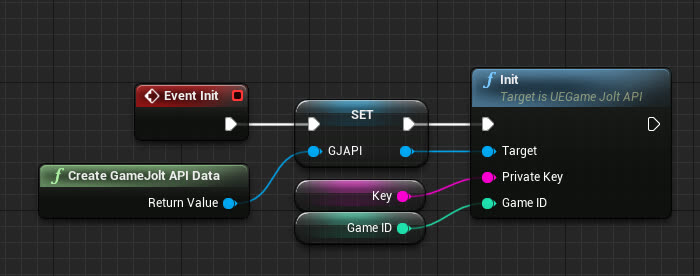 Event Init
SET
GJAPI
f Create GameJolt API Data
Return Value
Key
Game ID
f Init
Target is UEGame Jolt API
Target
Private Key
Game ID